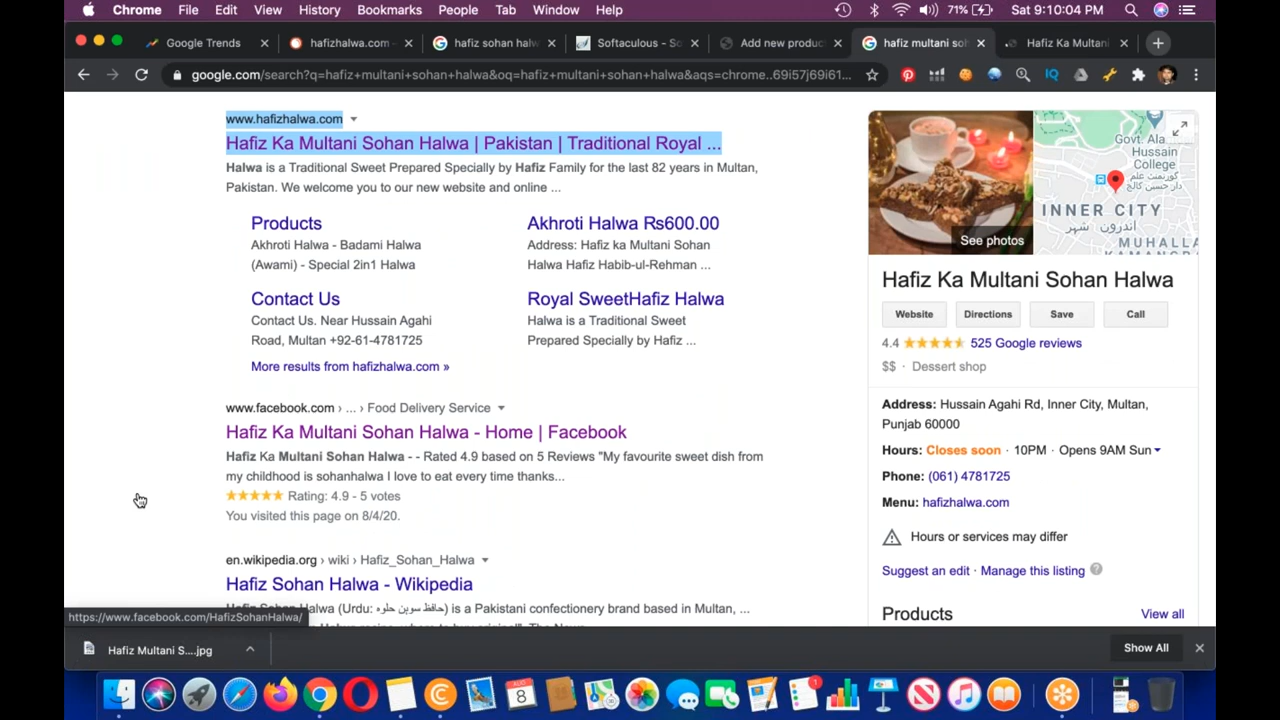 Chrome File Edit View History Bookmarks People Tab Window Help 71% Sat 9:10:04 PM
Google Trends hafizhalwa.com - hafiz sohan hal Softaculous - So Add new produc hafiz multani soh Hafiz Ka Multani
google.com/search?q=hafiz+multani+sohan+halwa&oq=hafiz+multani+sohan+halwa&aqs=chrome..69i57j69i61...
www.hafizhalwa.com
Hafiz Ka Multani Sohan Halwa | Pakistan | Traditional Royal ...
Halwa is a Traditional Sweet Prepared Specially by Hafiz Family for the last 82 years in Multan,
Pakistan. We welcome you to our new website and online ...
Products
Akhroti Halwa - Badami Halwa
(Awami) - Special 2in1 Halwa
Akhroti Halwa Rs600.00
Address: Hafiz ka Multani Sohan
Halwa Hafiz Habib-ul-Rehman ...
Contact Us
Contact Us. Near Hussain Agahi
Road, Multan +92-61-4781725
Royal SweetHafiz Halwa
Halwa is a Traditional Sweet
Prepared Specially by Hafiz ...
More results from hafizhalwa.com »
www.facebook.com › ... › Food Delivery Service
Hafiz Ka Multani Sohan Halwa - Home | Facebook
Hafiz Ka Multani Sohan Halwa - - Rated 4.9 based on 5 Reviews "My favourite sweet dish from
my childhood is sohanhalwa I love to eat every time thanks...
Rating: 4.9 - 5 votes
You visited this page on 8/4/20.
en.wikipedia.org › wiki › Hafiz_Sohan_Halwa
Hafiz Sohan Halwa - Wikipedia
Halwa (Urdu: حافظ سوہن حلوہ) is a Pakistani confectionery brand based in Multan, ...
https://www.facebook.com/HafizSohanHalwa/
See photos
Govt. Ala
Hussain
College
گورنمنٹ علم
دار حسین کالج
INNER CITY
اندرون شہر
MUHALLA
Hafiz Ka Multani Sohan Halwa
Website Directions Save Call
4.4 525 Google reviews
$$ · Dessert shop
Address: Hussain Agahi Rd, Inner City, Multan,
Punjab 60000
Hours: Closes soon · 10PM · Opens 9AM Sun
Phone: (061) 4781725
Menu: hafizhalwa.com
Hours or services may differ
Suggest an edit · Manage this listing ?
Products View all
Hafiz Multani S....jpg Show All
AUG
8
1